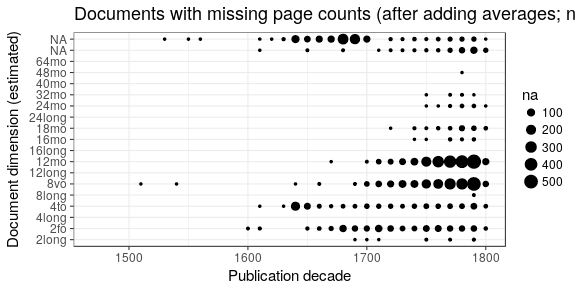 Documents with missing page counts (after adding averages; n
Document dimension (estimated)
NA
NA
64mo
48mo
40mo
32mo
24mo
24long
18mo
16mo
16long
12mo
12long
8vo
8long
4to
4long
2fo
2long
1500 1600 1700 1800
Publication decade
na
100
200
300
400
500